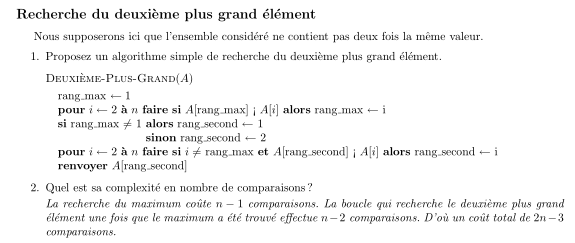 Recherche du deuxième plus grand élément
Nous supposerons ici que l'ensemble considéré ne contient pas deux fois la même valeur.
1. Proposez un algorithme simple de recherche du deuxième plus grand élément.
Deuxième-Plus-Grand(A)
rang_max ← 1
pour i ← 2 à n faire si A[rang_max] ¡ A[i] alors rang_max ← i
si rang_max ≠ 1 alors rang_second ← 1
sinon rang_second ← 2
pour i ← 2 à n faire si i ≠ rang_max et A[rang_second] ¡ A[i] alors rang_second ← i
renvoyer A[rang_second]
2. Quel est sa complexité en nombre de comparaisons ?
La recherche du maximum coûte n − 1 comparaisons. La boucle qui recherche le deuxième plus grand
élément une fois que le maximum a été trouvé effectue n − 2 comparaisons. D'où un coût total de 2n − 3
comparaisons.